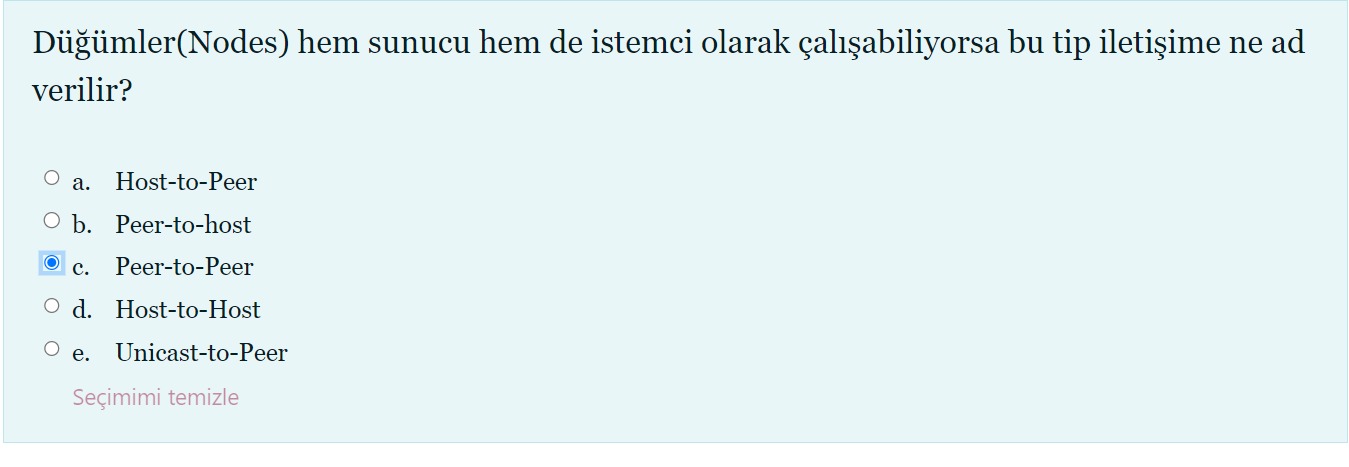 Düğümler(Nodes) hem sunucu hem de istemci olarak çalışabiliyorsa bu tip iletişime ne ad
verilir?
a. Host-to-Peer
b. Peer-to-host
c. Peer-to-Peer
d. Host-to-Host
e. Unicast-to-Peer
Seçimimi temizle